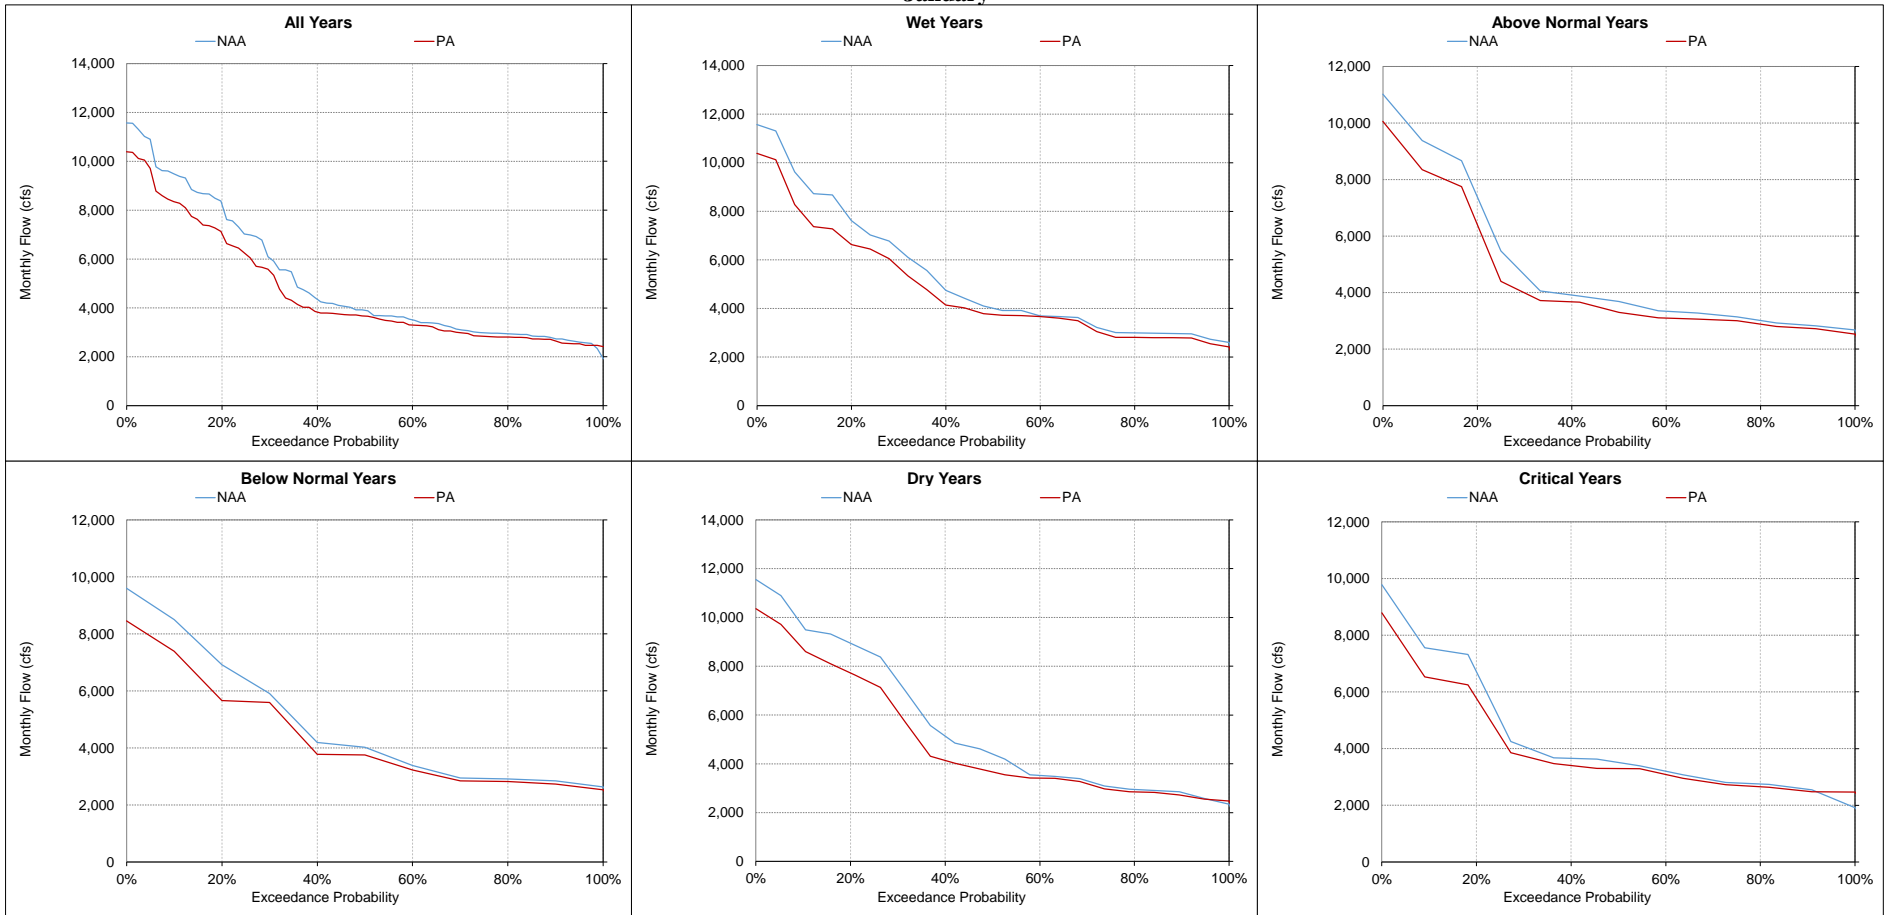 All Years
NAA PA
14,000
12,000
10,000
8,000
6,000
4,000
2,000
0
Monthly Flow (cfs)
0% 20% 40% 60% 80% 100%
Exceedance Probability
Wet Years
NAA PA
14,000
12,000
10,000
8,000
6,000
4,000
2,000
0
Monthly Flow (cfs)
0% 20% 40% 60% 80% 100%
Exceedance Probability
Above Normal Years
NAA PA
12,000
10,000
8,000
6,000
4,000
2,000
0
Monthly Flow (cfs)
0% 20% 40% 60% 80% 100%
Exceedance Probability
Below Normal Years
NAA PA
12,000
10,000
8,000
6,000
4,000
2,000
0
Monthly Flow (cfs)
0% 20% 40% 60% 80% 100%
Exceedance Probability
Dry Years
NAA PA
14,000
12,000
10,000
8,000
6,000
4,000
2,000
0
Monthly Flow (cfs)
0% 20% 40% 60% 80% 100%
Exceedance Probability
Critical Years
NAA PA
12,000
10,000
8,000
6,000
4,000
2,000
0
Monthly Flow (cfs)
0% 20% 40% 60% 80% 100%
Exceedance Probability